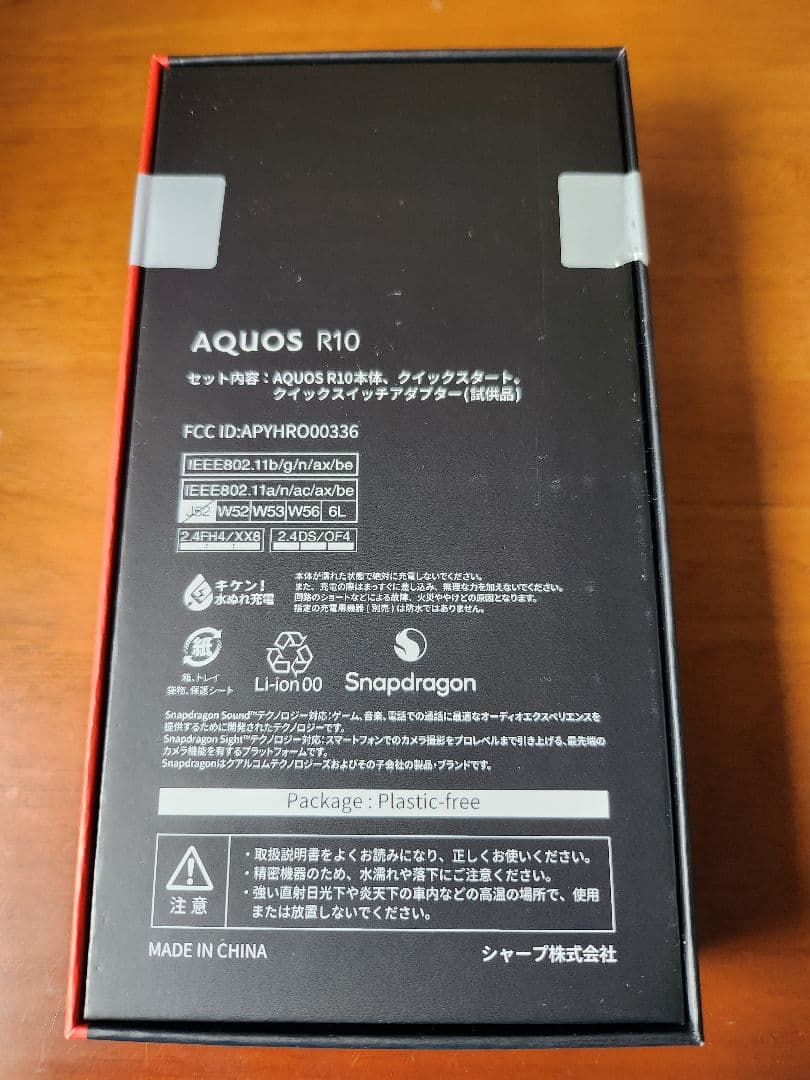 AQUOS R10
セット内容：AQUOS R10本体、クイックスタート、
クイックスイッチアダプター(試供品)
FCC ID:APYHRO00336
IEEE802.11b/g/n/ax/be
IEEE802.11a/n/ac/ax/be
J52 W52 W53 W56 6L
2.4FH4/XX8 2.4DS/OF4
キケン！
水ぬれ充電
本体が濡れた状態で絶対に充電しないでください。
また、充電の際はまっすぐに差し込み、無理な力を加えないでください。
回路のショートなどによる故障、火災ややけどの原因となります。
指定の充電用機器(別売)は防水ではありません。
紙
箱、トレイ
袋物、保護シート
Li-ion 00
Snapdragon
Snapdragon Sound™テクノロジー対応：ゲーム、音楽、電話での通話に最適なオーディオエクスペリエンスを
提供するために開発されたテクノロジーです。
Snapdragon Sight™テクノロジー対応：スマートフォンでのカメラ撮影をプロレベルまで引き上げる、最先端の
カメラ機能を有するプラットフォームです。
Snapdragonはクアルコムテクノロジーズおよびその子会社の製品・ブランドです。
Package : Plastic-free
注意
・取扱説明書をよくお読みになり、正しくお使いください。
・精密機器のため、水濡れや落下にご注意ください。
・強い直射日光下や炎天下の車内などの高温の場所で、使用
または放置しないでください。
MADE IN CHINA
シャープ株式会社